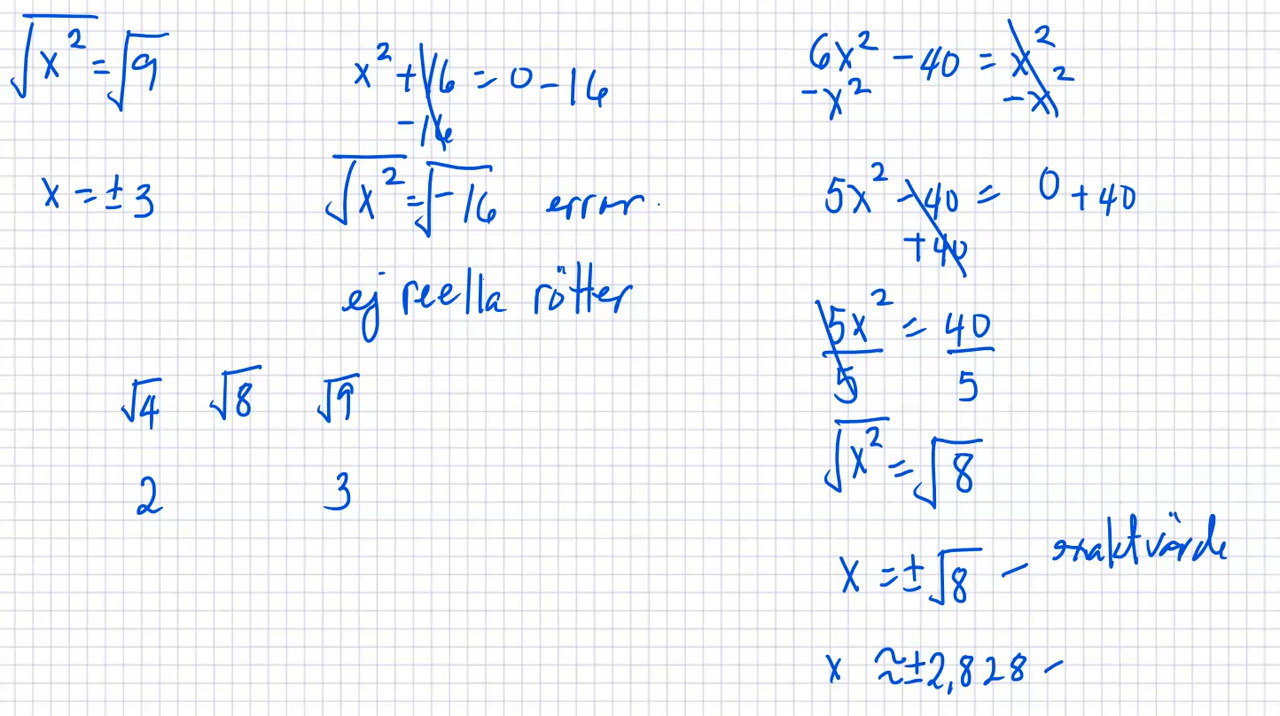 √x² = √9
x = ±3
x² + 16 = 0 - 16
-16
√x² = √-16 error.
ej reella rötter
√4 √8 √9
2 3
6x² - 40 = x²
-x² -x²
5x² - 40 = 0 + 40
+40
5x² = 40
5 5
√x² = √8
x = ±√8 – exakt värde
x ≈ ±2,828 –